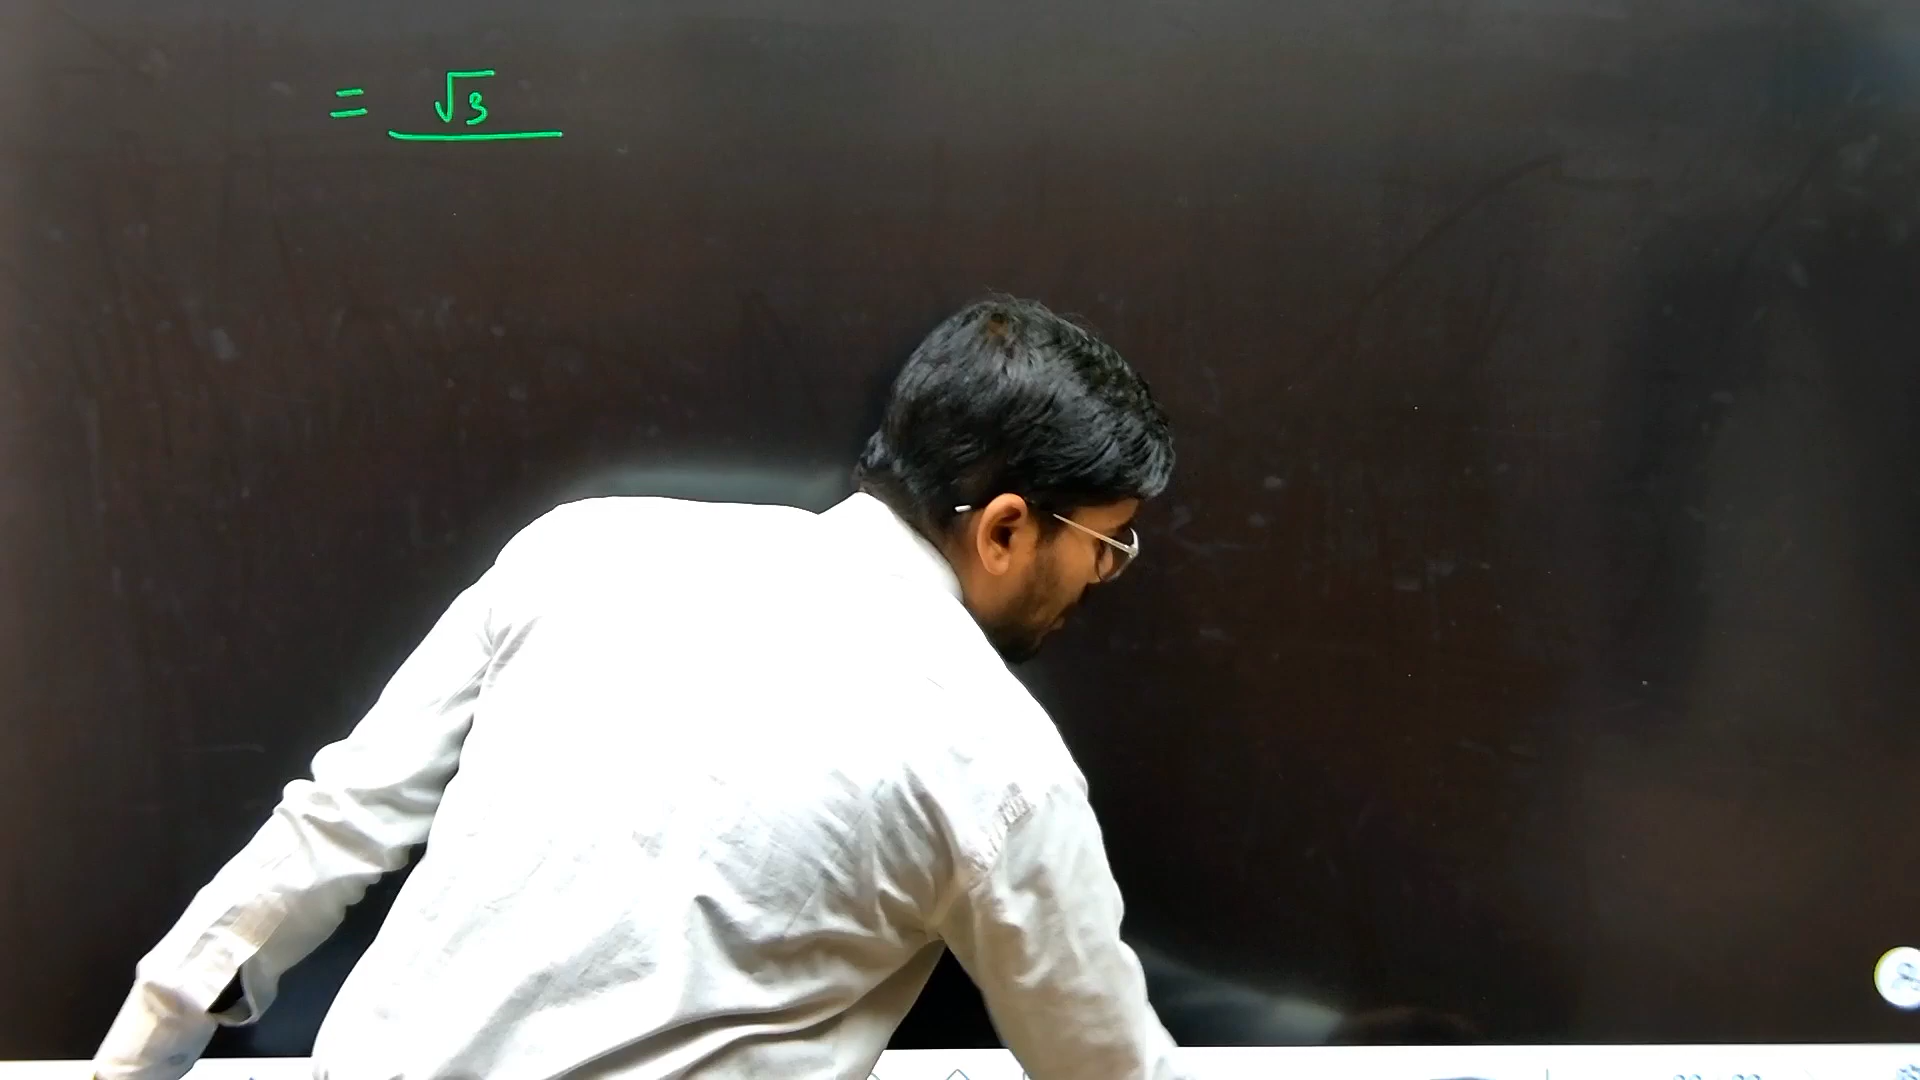 = √3